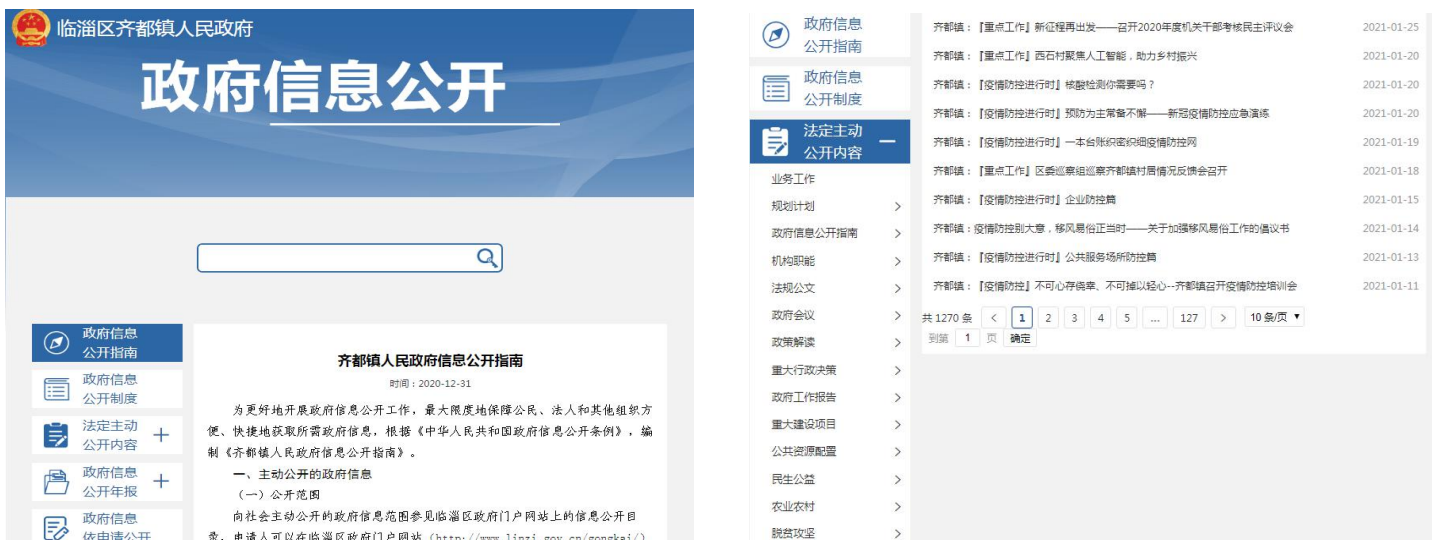 临淄区齐都镇人民政府
政府信息公开
政府信息
公开指南
政府信息
公开制度
法定主动
公开内容
政府信息
公开年报
政府信息
依申请公开
齐都镇人民政府信息公开指南
时间：2020-12-31
为更好地开展政府信息公开工作，最大限度地保障公民、法人和其他组织方
便、快捷地获取所需政府信息，根据《中华人民共和国政府信息公开条例》，编
制《齐都镇人民政府信息公开指南》。
一、主动公开的政府信息
（一）公开范围
向社会主动公开的政府信息范围参见临淄区政府门户网站上的信息公开目
录，申请人可以在临淄区政府门户网站（http://www.linzi.gov.cn/gongkai/）
政府信息
公开指南
政府信息
公开制度
法定主动
公开内容
业务工作
规划计划
政府信息公开指南
机构职能
法规公文
政府会议
政策解读
重大行政决策
政府工作报告
重大建设项目
公共资源配置
民生公益
农业农村
脱贫攻坚
齐都镇：『重点工作』新征程再出发——召开2020年度机关干部考核民主评议会 2021-01-25
齐都镇：『重点工作』西石村聚焦人工智能，助力乡村振兴 2021-01-20
齐都镇：『疫情防控进行时』核酸检测你需要吗？ 2021-01-20
齐都镇：『疫情防控进行时』预防为主常备不懈——新冠疫情防控应急演练 2021-01-20
齐都镇：『疫情防控进行时』一本台账织密织细疫情防控网 2021-01-19
齐都镇：『重点工作』区委巡察组巡察齐都镇村居情况反馈会召开 2021-01-18
齐都镇：『疫情防控进行时』企业防控篇 2021-01-15
齐都镇：疫情防控别大意，移风易俗正当时——关于加强移风易俗工作的倡议书 2021-01-14
齐都镇：『疫情防控进行时』公共服务场所防控篇 2021-01-13
齐都镇：『疫情防控』不可心存侥幸、不可掉以轻心--齐都镇召开疫情防控培训会 2021-01-11
共 1270 条 < 1 2 3 4 5 ... 127 > 10 条/页
到第 1 页 确定